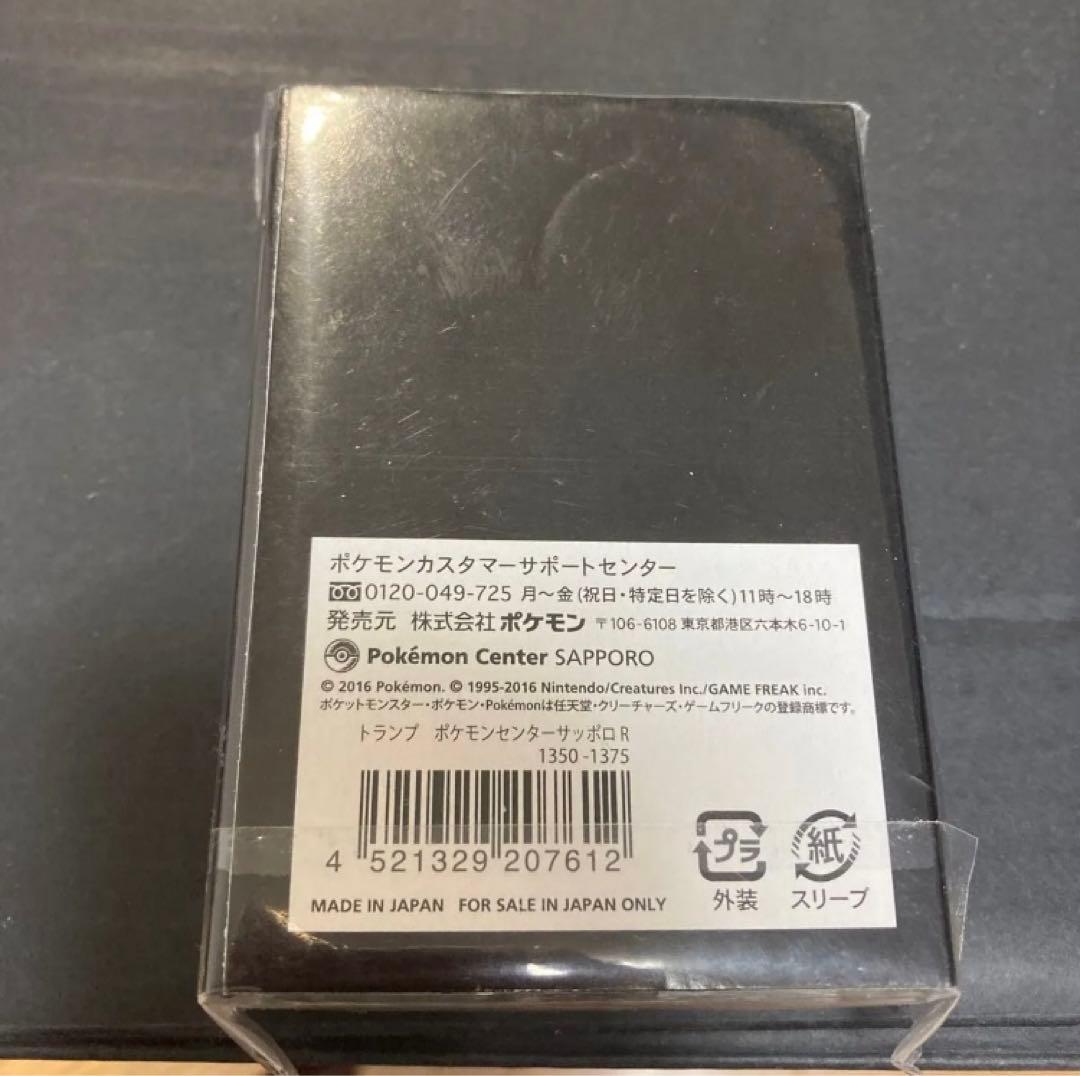 ポケモンカスタマーサポートセンター
0120-049-725 月～金(祝日・特定日を除く)11時～18時
発売元 株式会社ポケモン 〒106-6108 東京都港区六本木6-10-1
Pokémon Center SAPPORO
© 2016 Pokémon. © 1995-2016 Nintendo/Creatures Inc./GAME FREAK inc.
ポケットモンスター・ポケモン・Pokémonは任天堂・クリーチャーズ・ゲームフリークの登録商標です。
トランプ ポケモンセンターサッポロR
1350-1375
4 521329 207612
プラ 紙
外装 スリーブ
MADE IN JAPAN FOR SALE IN JAPAN ONLY